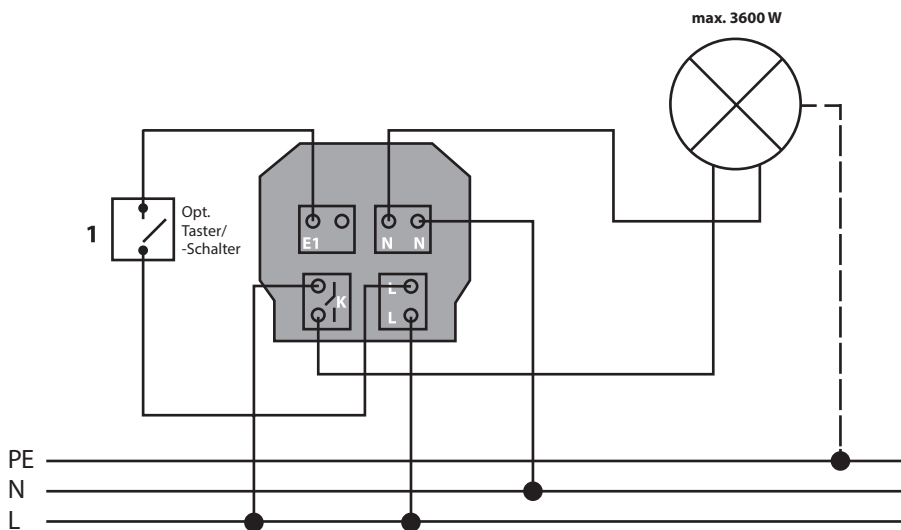 max. 3600 W
1
Opt.
Taster/
-Schalter
E1
N N
K
L
L
PE
N
L